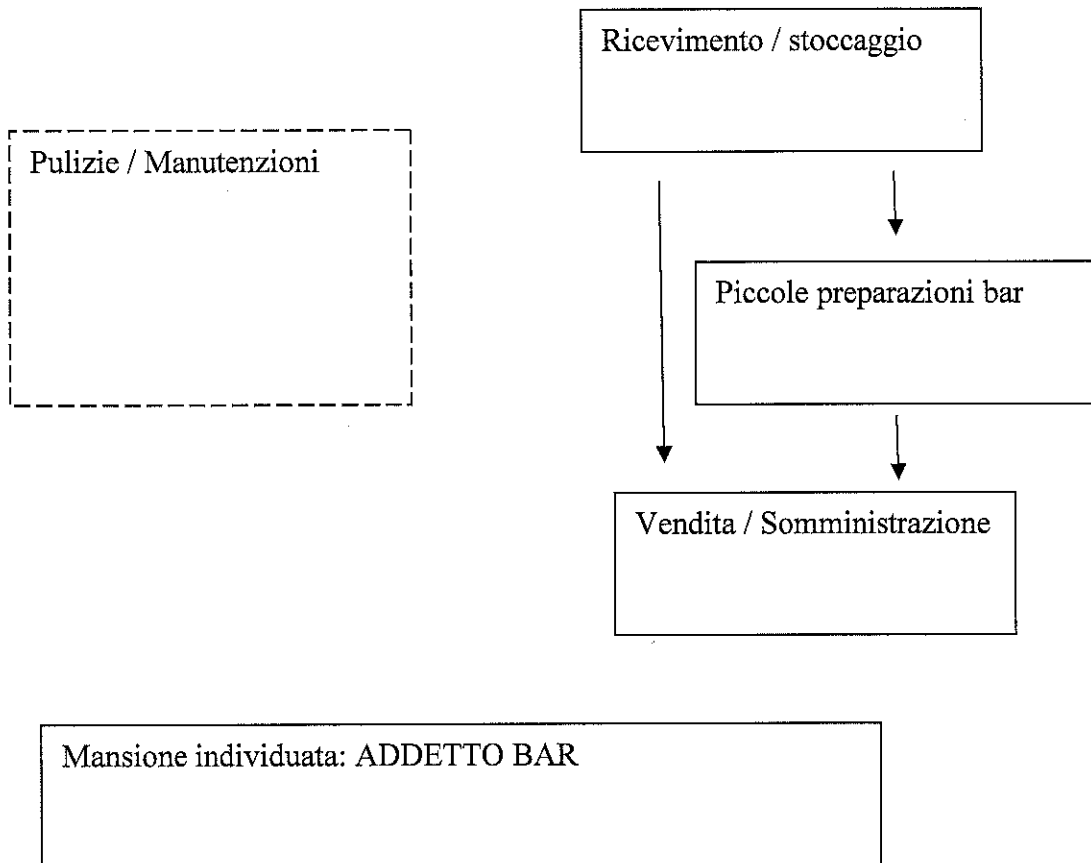 Ricevimento / stoccaggio
Pulizie / Manutenzioni
Piccole preparazioni bar
Vendita / Somministrazione
Mansione individuata: ADDETTO BAR